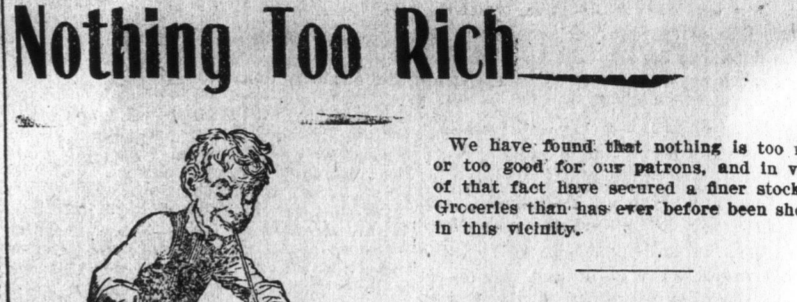 Nothing Too Rich
We have found that nothing is too
or too good for our patrons, and in
of that fact have secured a finer stock
Groceries than has ever before been
in this vicinity.